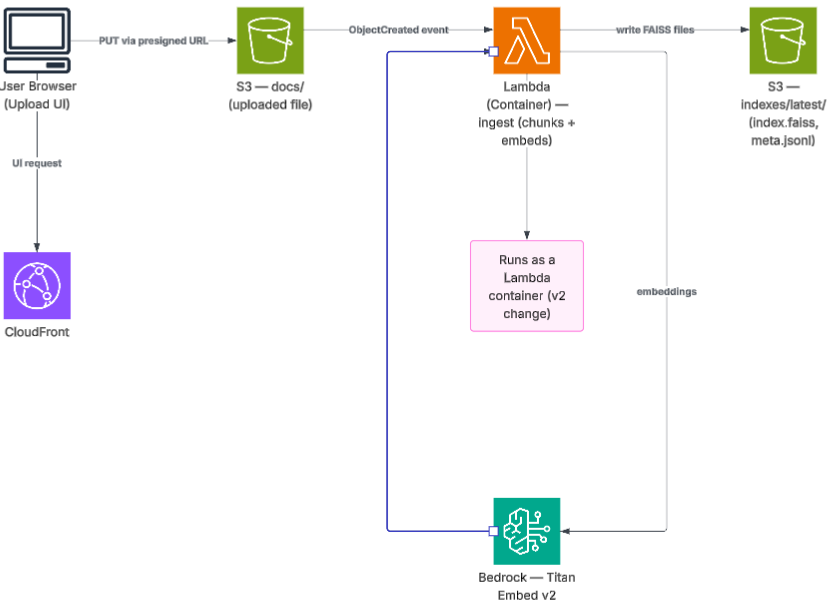 PUT via presigned URL
ObjectCreated event
write FAISS files
User Browser
(Upload UI)
S3 — docs/
(uploaded file)
Lambda
(Container) —
ingest (chunks +
embeds)
S3 —
indexes/latest/
(index.faiss,
meta.jsonl)
UI request
Runs as a
Lambda
container (v2
change)
embeddings
CloudFront
Bedrock — Titan
Embed v2